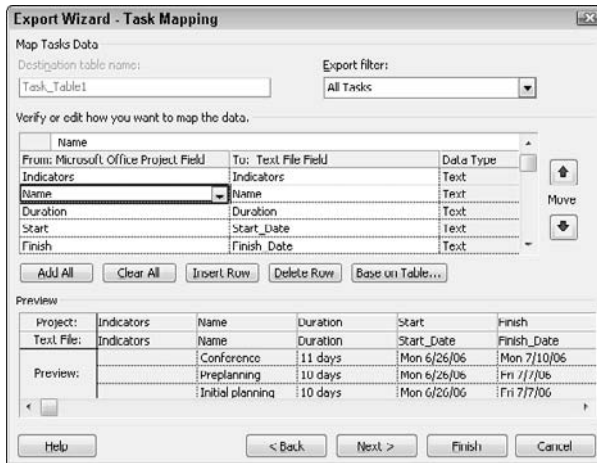 Export Wizard - Task Mapping
Map Tasks Data
Destination table name:
Export filter:
Task_Table1
All Tasks
Verify or edit how you want to map the data.
Name
From: Microsoft Office Project Field To: Text File Field Data Type
Indicators Indicators Text
Name Name Text
Duration Duration Text
Start Start_Date Text
Finish Finish_Date Text
Move
Add All Clear All Insert Row Delete Row Base on Table...
Preview
Project: Indicators Name Duration Start Finish
Text File: Indicators Name Duration Start_Date Finish_Date
Preview: Conference 11 days Mon 6/26/06 Mon 7/10/06
Preplanning 10 days Mon 6/26/06 Fri 7/7/06
Initial planning 10 days Mon 6/26/06 Fri 7/7/06
Help < Back Next > Finish Cancel